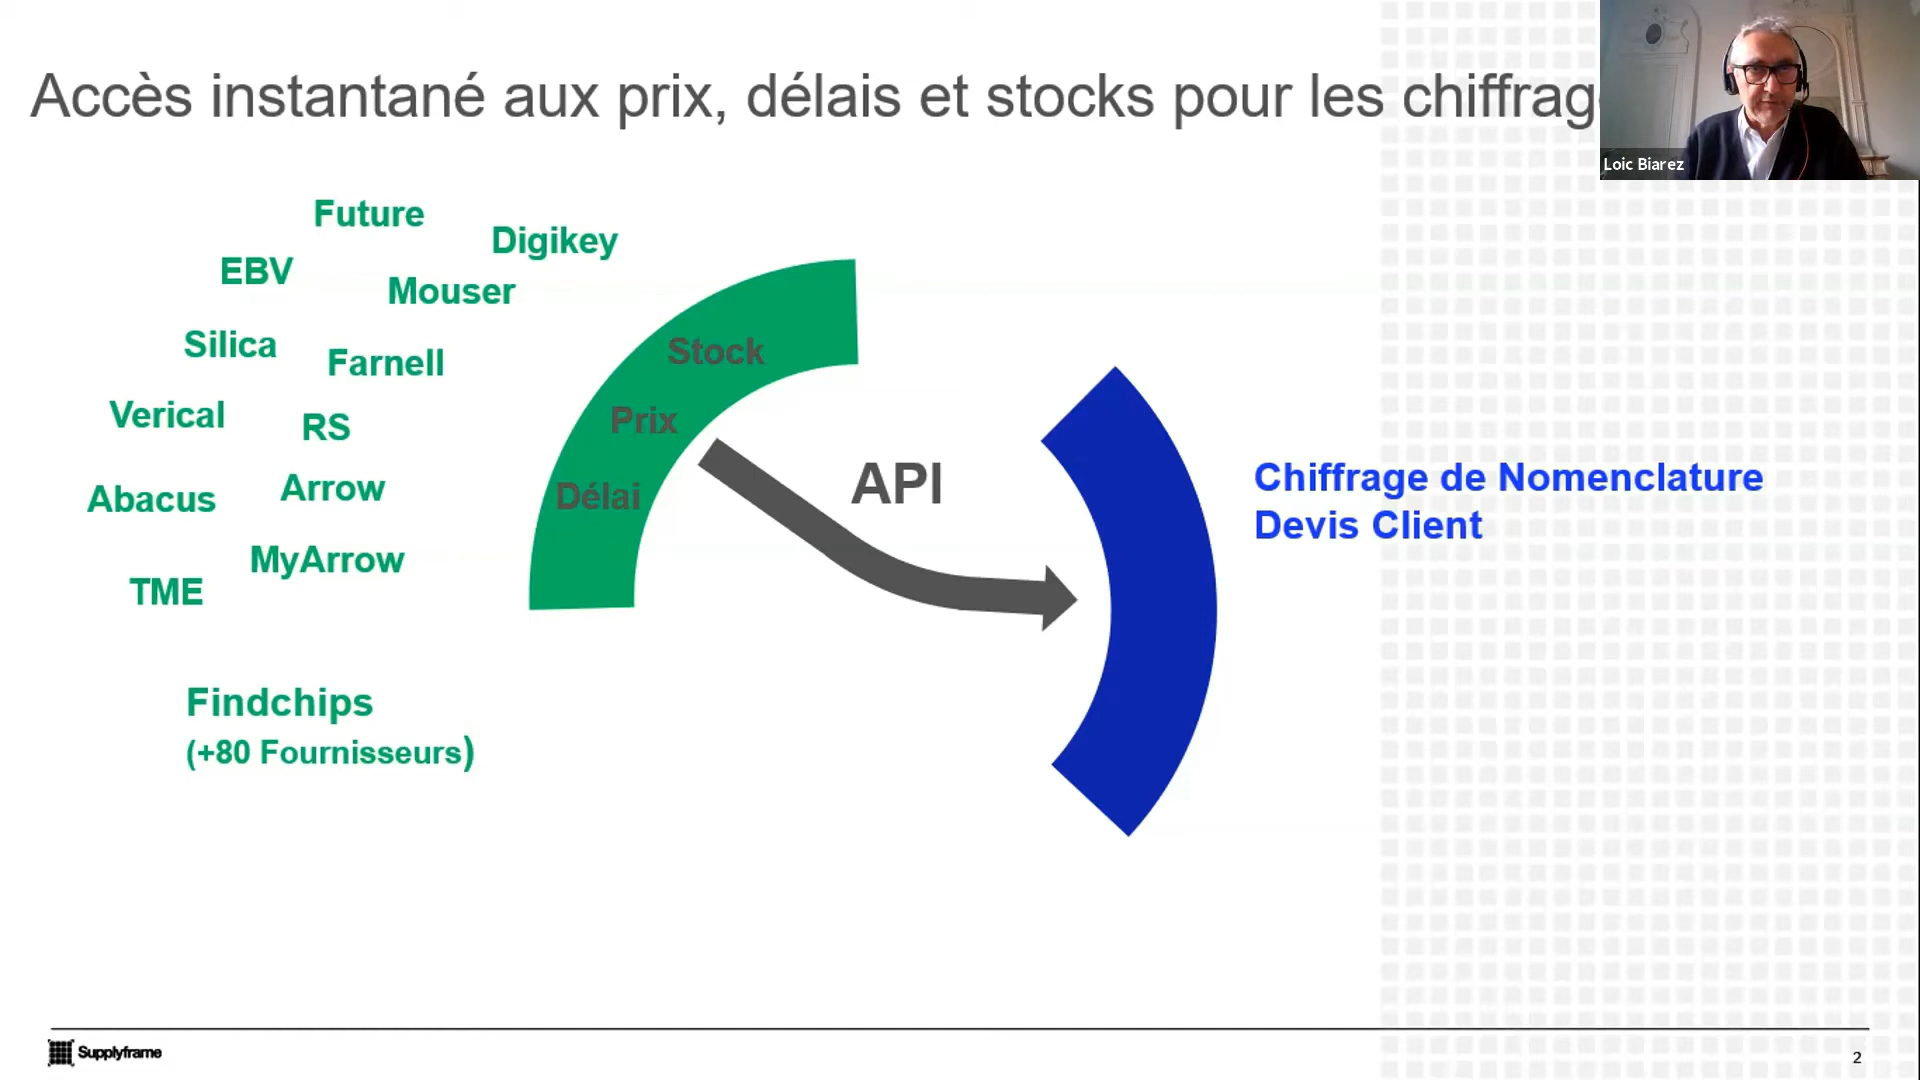 Accès instantané aux prix, délais et stocks pour les chiffrag
Loic Biarez
Future
Digikey
EBV
Mouser
Silica
Farnell
Verical
RS
Abacus
Arrow
MyArrow
TME
Findchips
(+80 Fournisseurs)
Stock
Prix
Délai
API
Chiffrage de Nomenclature
Devis Client
Supplyframe
2